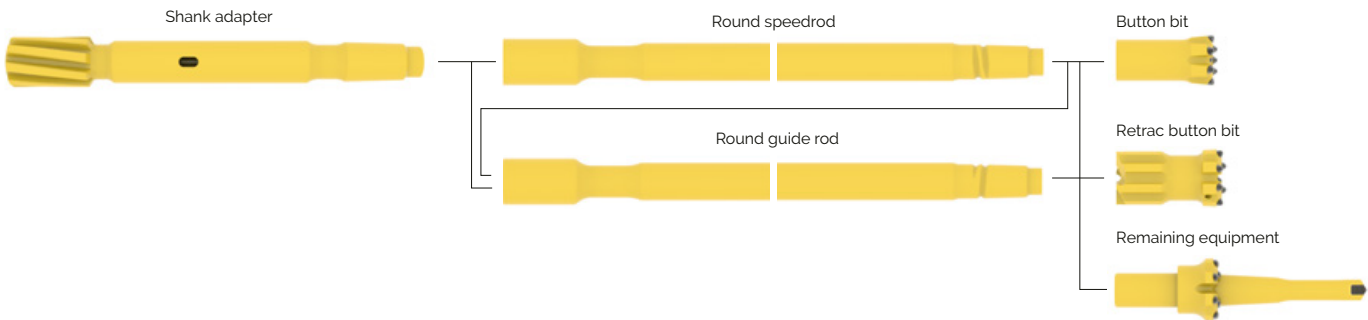 Shank adapter
Round speedrod
Button bit
Round guide rod
Retrac button bit
Remaining equipment